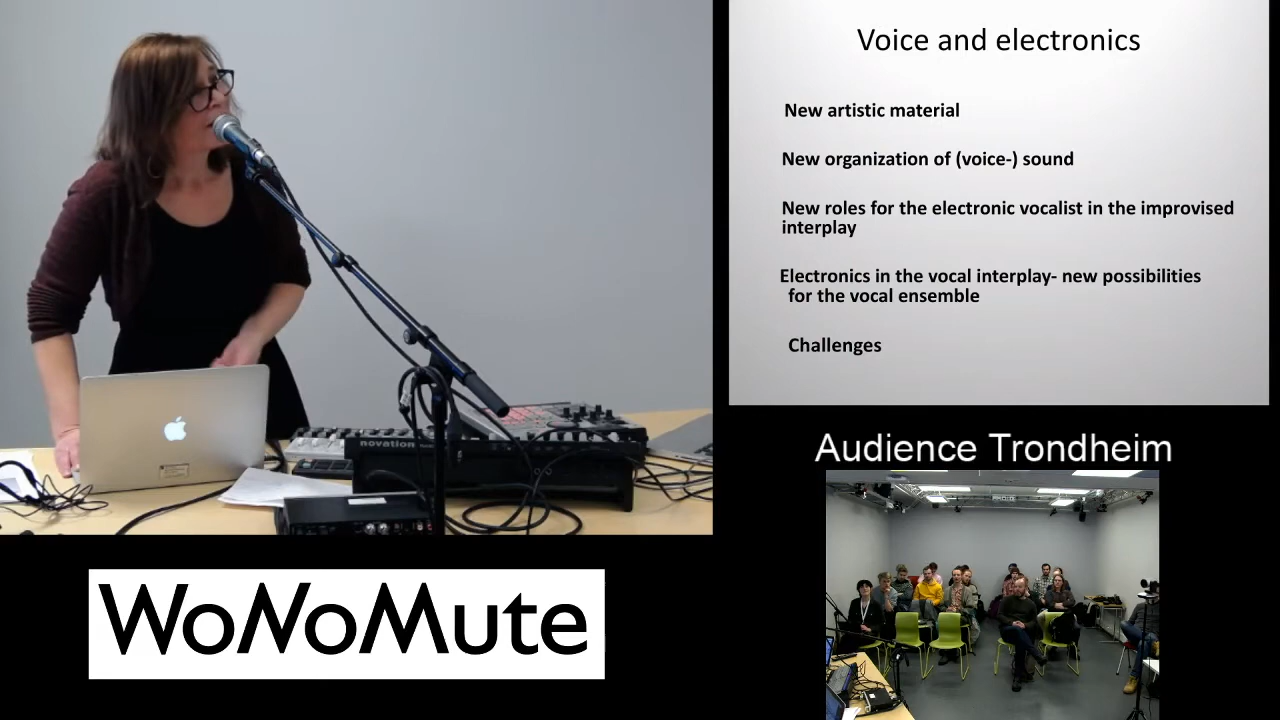 Voice and electronics
New artistic material
New organization of (voice-) sound
New roles for the electronic vocalist in the improvised
interplay
Electronics in the vocal interplay- new possibilities
for the vocal ensemble
Challenges
novation
Audience Trondheim
WoNoMute